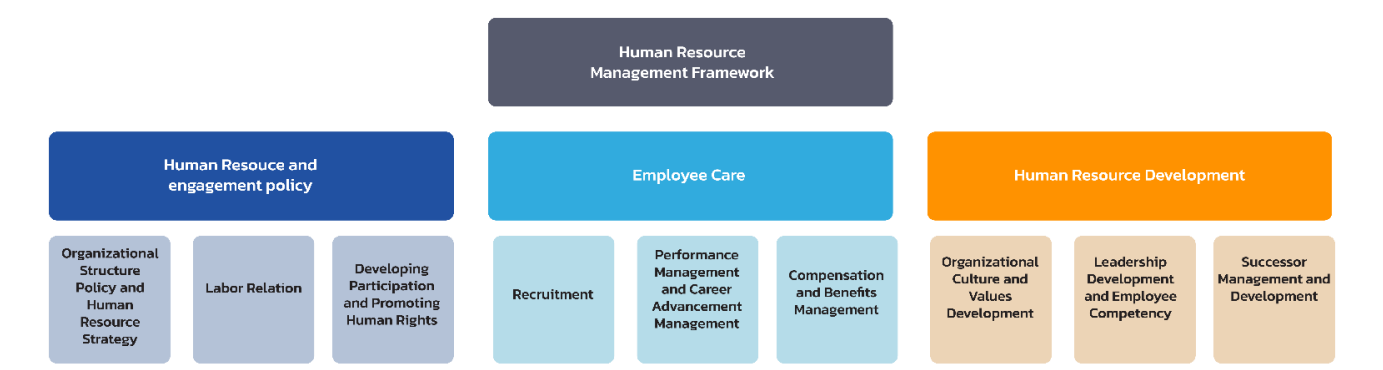 Human Resource
Management Framework
Human Resouce and
engagement policy
Employee Care
Human Resource Development
Organizational
Structure
Policy and
Human
Resource
Strategy
Labor Relation
Developing
Participation
and Promoting
Human Rights
Recruitment
Performance
Management
and Career
Advancement
Management
Compensation
and Benefits
Management
Organizational
Culture and
Values
Development
Leadership
Development
and Employee
Competency
Successor
Management and
Development